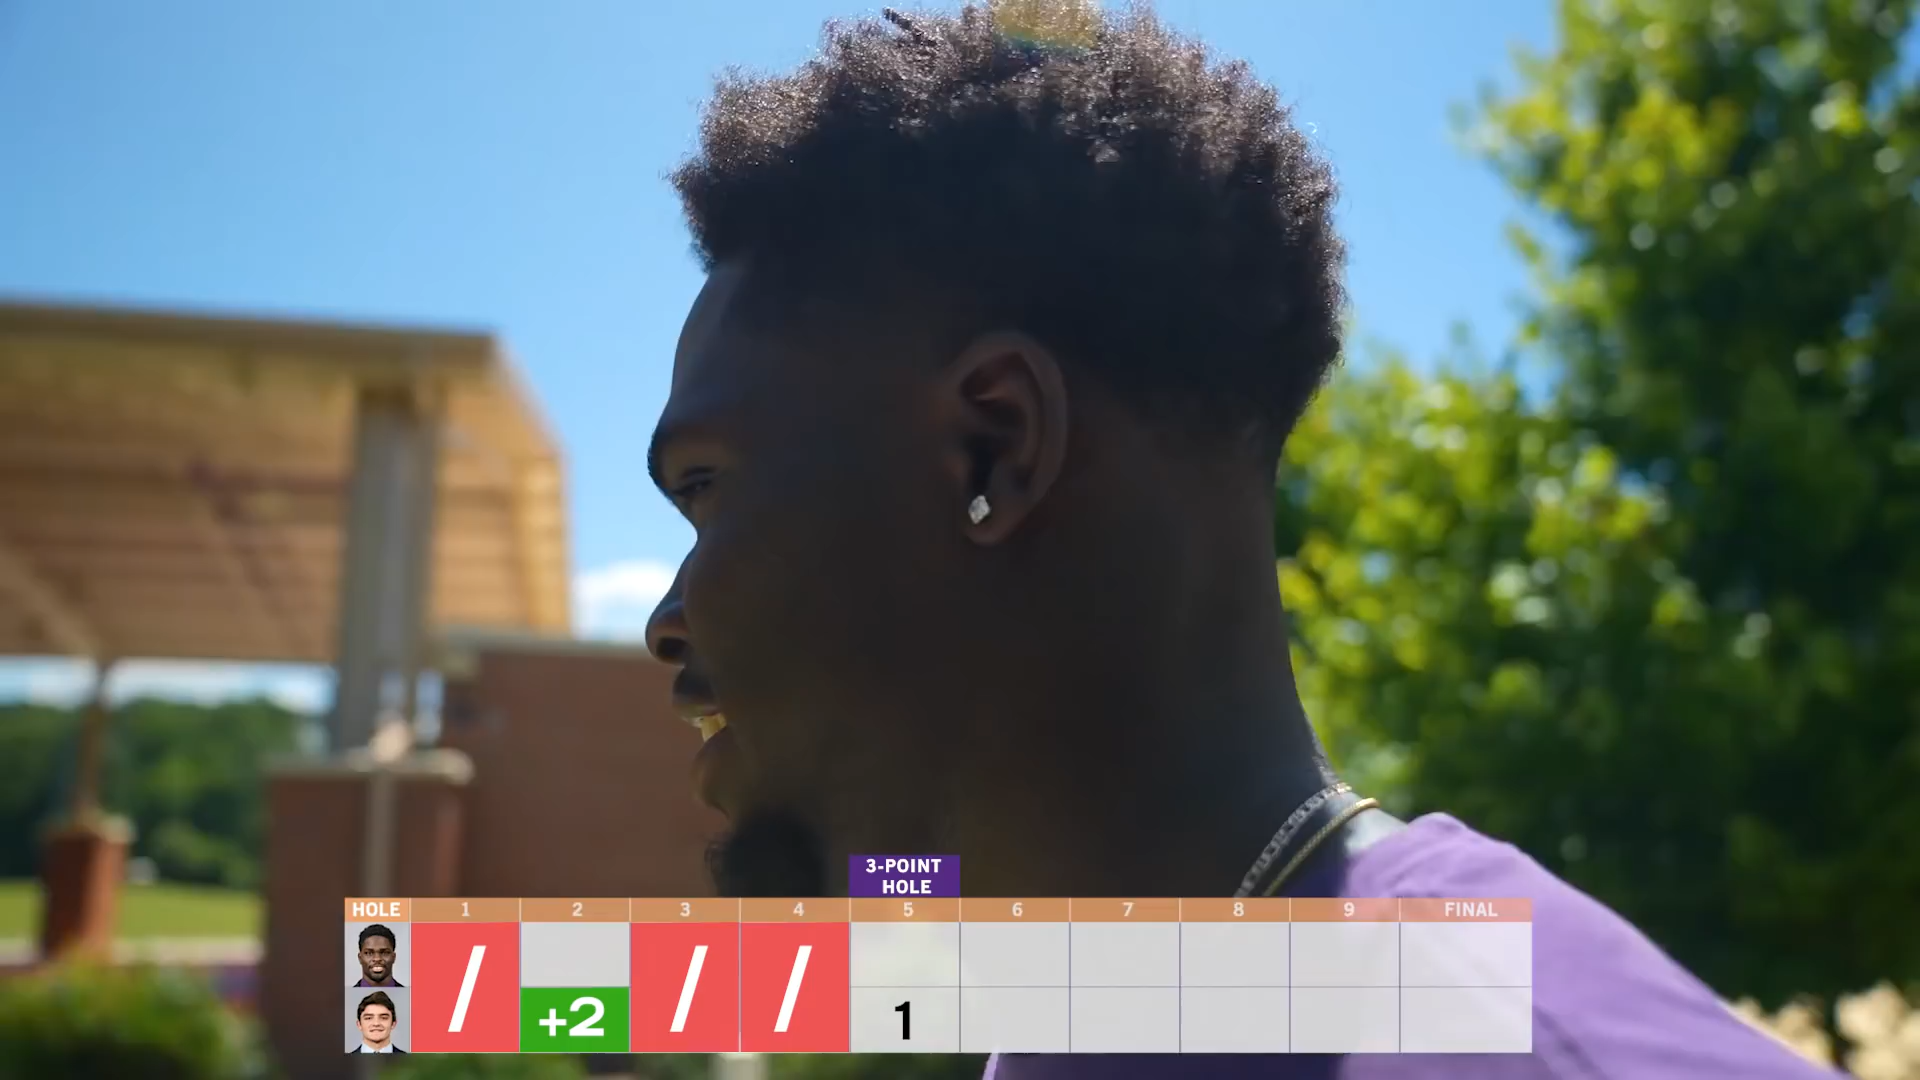 3-POINT
HOLE
HOLE 1 2 3 4 5 6 7 8 9 FINAL
/ / /
+2 1